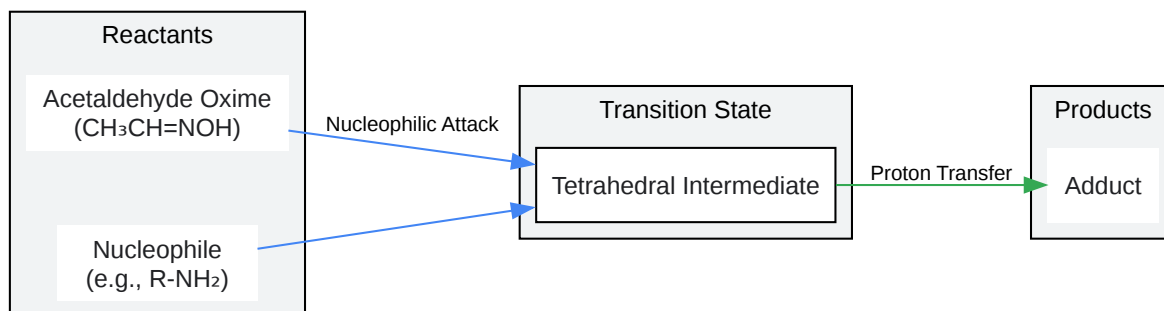 Reactants
Acetaldehyde Oxime
(CH₃CH=NOH)
Nucleophile
(e.g., R-NH₂)
Nucleophilic Attack
Transition State
Tetrahedral Intermediate
Proton Transfer
Products
Adduct